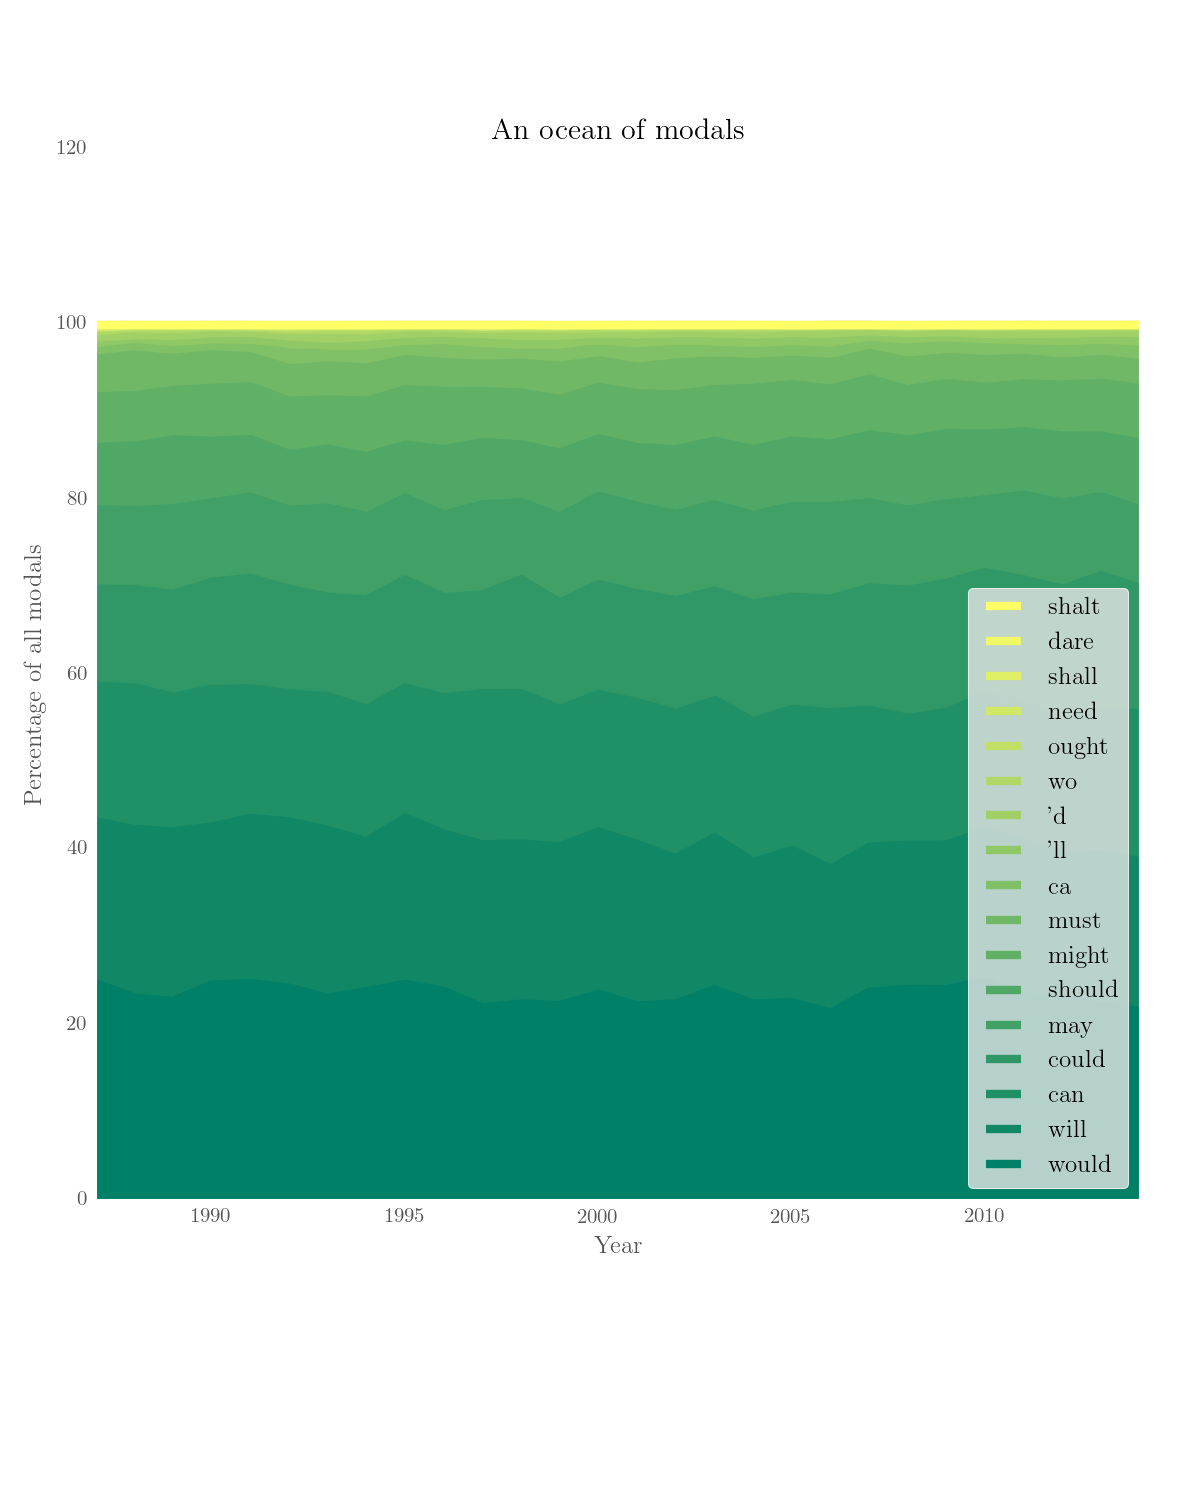 An ocean of modals
120
100
80
60
40
20
0
Percentage of all modals
shalt
dare
shall
need
ought
wo
'd
'll
ca
must
might
should
may
could
can
will
would
1990 1995 2000 2005 2010
Year